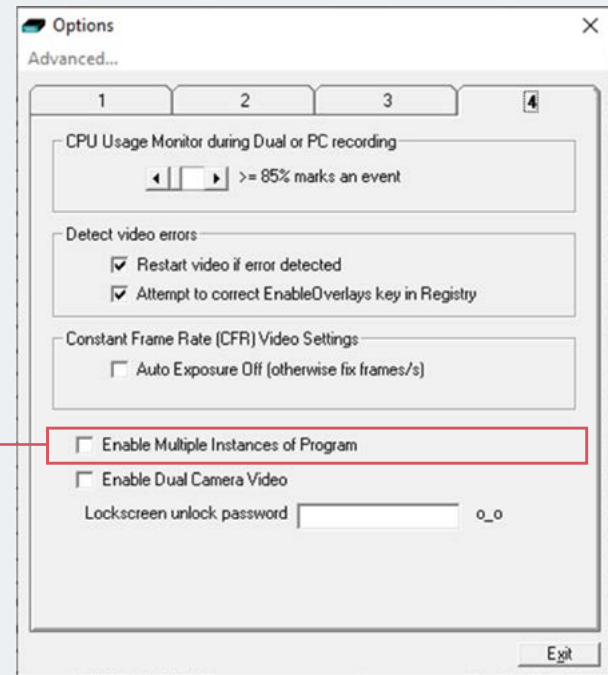 Options
Advanced...
1 2 3 4
CPU Usage Monitor during Dual or PC recording
>= 85% marks an event
Detect video errors
Restart video if error detected
Attempt to correct EnableOverlays key in Registry
Constant Frame Rate (CFR) Video Settings
Auto Exposure Off (otherwise fix frames/s)
Enable Multiple Instances of Program
Enable Dual Camera Video
Lockscreen unlock password o_o
Exit